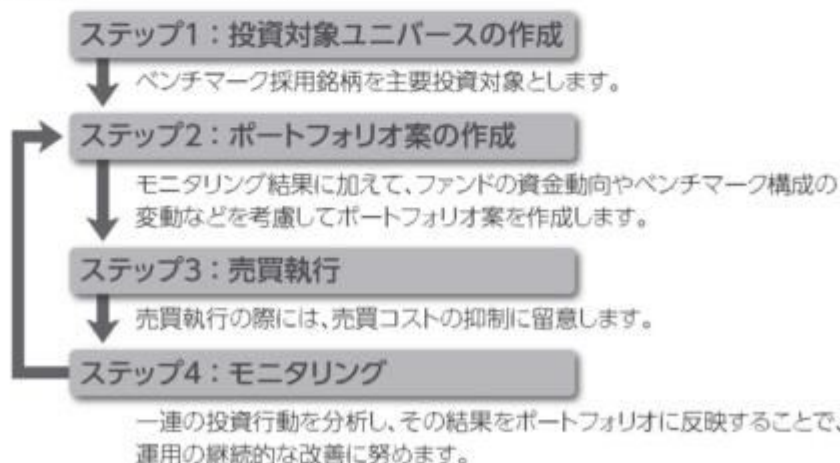 ステップ1：投資対象ユニバースの作成
ベンチマーク採用銘柄を主要投資対象とします。
ステップ2：ポートフォリオ案の作成
モニタリング結果に加えて、ファンドの資金動向やベンチマーク構成の
変動などを考慮してポートフォリオ案を作成します。
ステップ3：売買執行
売買執行の際には、売買コストの抑制に留意します。
ステップ4：モニタリング
一連の投資行動を分析し、その結果をポートフォリオに反映することで、
運用の継続的な改善に努めます。